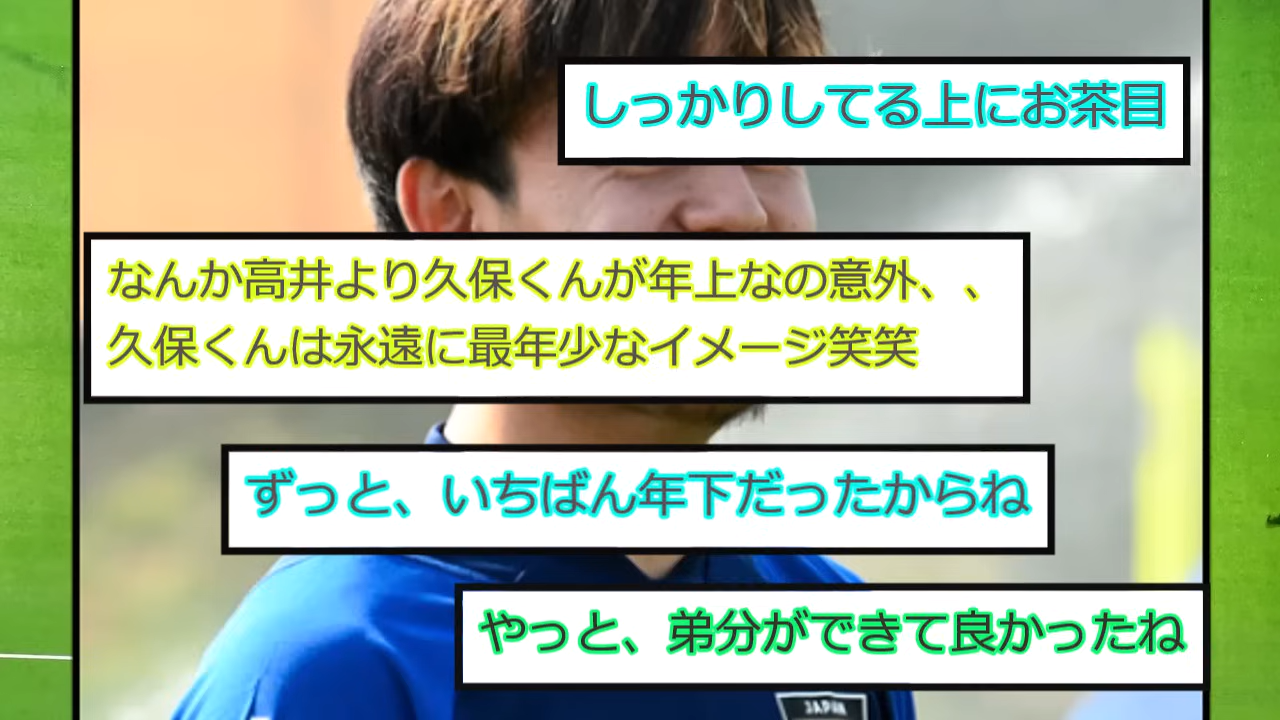 しっかりしてる上にお茶目
なんか高井より久保くんが年上なの意外、、
久保くんは永遠に最年少なイメージ笑笑
ずっと、いちばん年下だったからね
やっと、弟分ができて良かったね
JAPAN